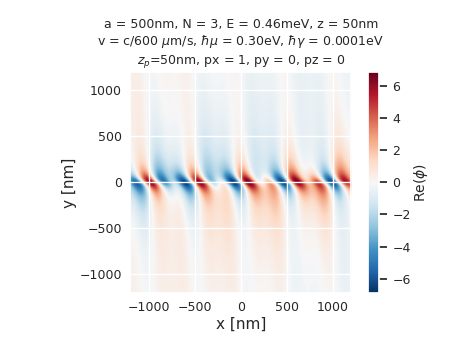 a = 500nm, N = 3, E = 0.46meV, z = 50nm
v = c/600 μm/s, ℏμ = 0.30eV, ℏγ = 0.0001eV
z_p=50nm, px = 1, py = 0, pz = 0
1000
500
0
−500
−1000
y [nm]
−1000 −500 0 500 1000
x [nm]
6
4
2
0
−2
−4
−6
Re(ϕ)